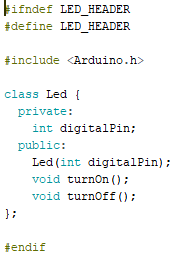 #ifndef LED_HEADER
#define LED_HEADER

#include <Arduino.h>

class Led {
  private:
    int digitalPin;
  public:
    Led(int digitalPin);
    void turnOn();
    void turnOff();
};

#endif